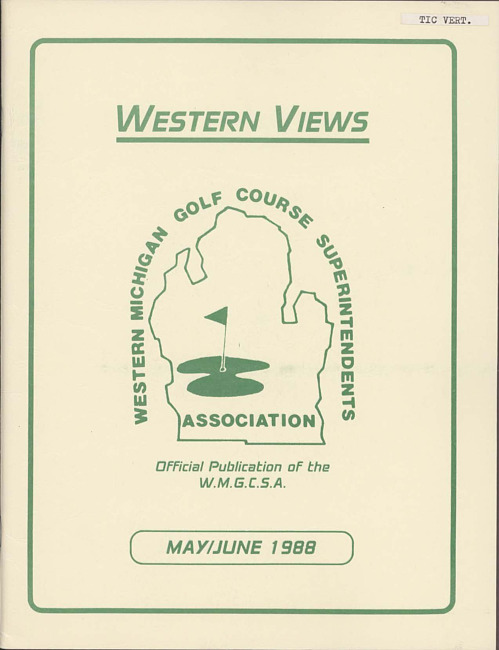 TIC VERT.
WESTERN VIEWS
WESTERN MICHIGAN GOLF COURSE SUPERINTENDENTS
ASSOCIATION
Official Publication of the
W.M.G.C.S.A.
MAY/JUNE 1988